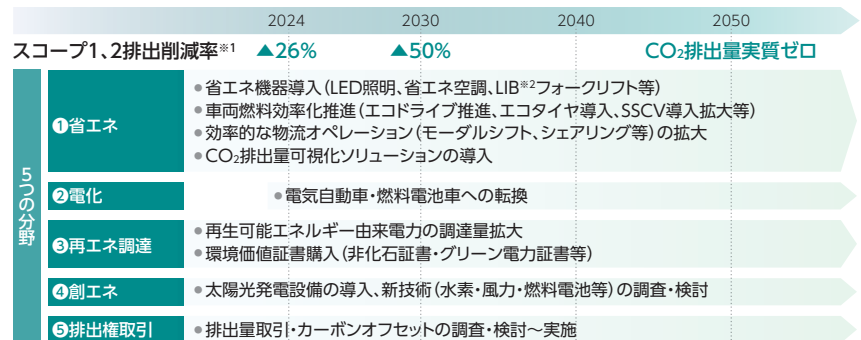 2024 2030 2040 2050
スコープ1、2排出削減率※1 ▲26% ▲50% CO2排出量実質ゼロ
5つの分野
❶省エネ
●省エネ機器導入(LED照明、省エネ空調、LIB※2フォークリフト等)
●車両燃料効率化推進(エコドライブ推進、エコタイヤ導入、SSCV導入拡大等)
●効率的な物流オペレーション(モーダルシフト、シェアリング等)の拡大
●CO2排出量可視化ソリューションの導入
❷電化
●電気自動車・燃料電池車への転換
❸再エネ調達
●再生可能エネルギー由来電力の調達量拡大
●環境価値証書購入(非化石証書・グリーン電力証書等)
❹創エネ
●太陽光発電設備の導入、新技術(水素・風力・燃料電池等)の調査・検討
❺排出権取引
●排出量取引・カーボンオフセットの調査・検討～実施